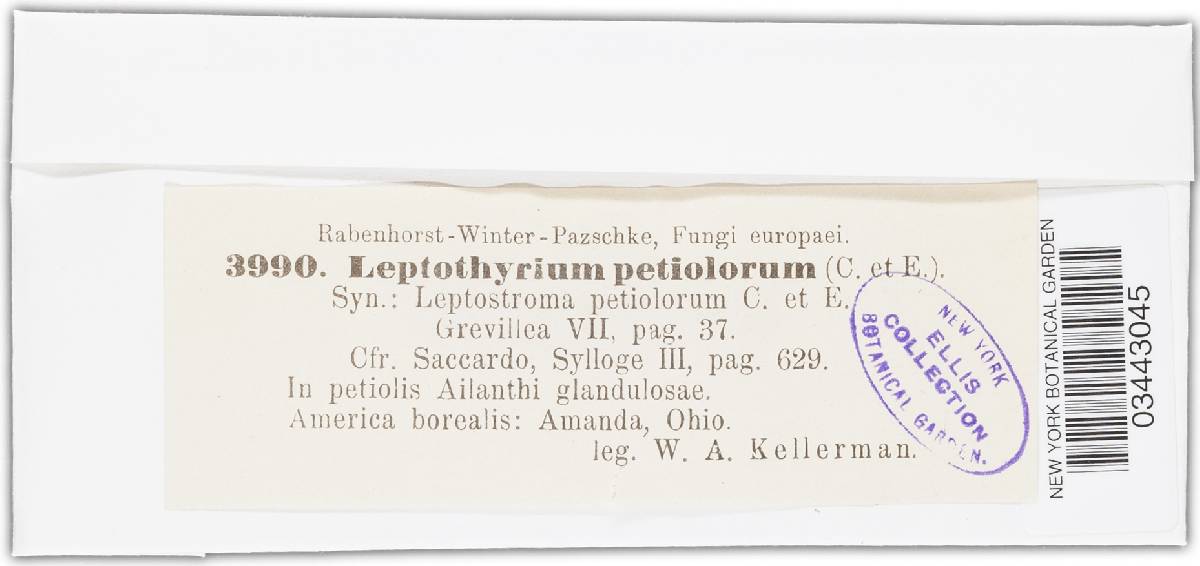 Rabenhorst-Winter-Pazschke, Fungi europaei.
3990. Leptothyrium petiolorum (C. et E.).
Syn.: Leptostroma petiolorum C. et E.
Grevillea VII, pag. 37.
Cfr. Saccardo, Sylloge III, pag. 629.
In petiolis Ailanthi glandulosae.
America borealis: Amanda, Ohio.
leg. W. A. Kellerman.
NEW YORK
ELLIS
COLLECTION
BOTANICAL GARDEN.
NEW YORK BOTANICAL GARDEN
03443045